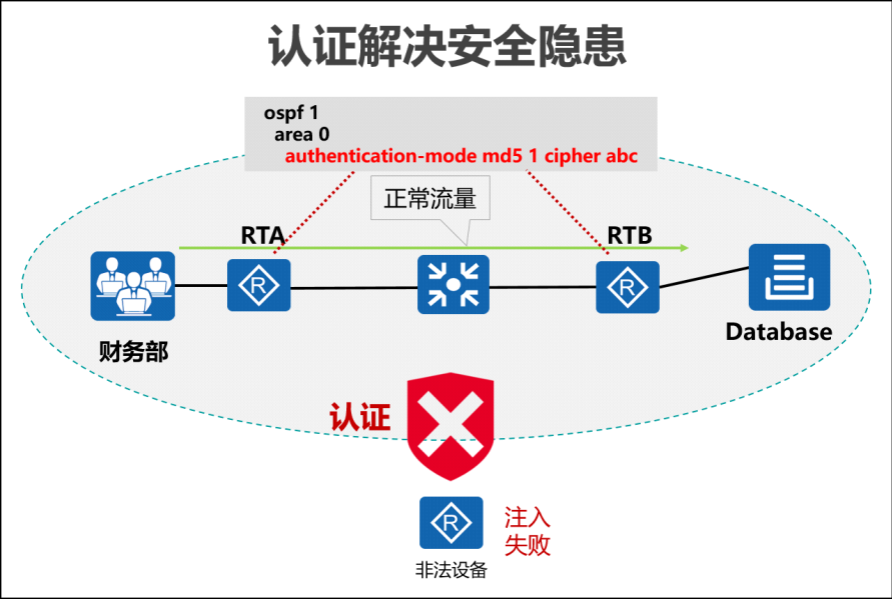 认证解决安全隐患
ospf 1
area 0
authentication-mode md5 1 cipher abc
正常流量
RTA
RTB
R
R
财务部
Database
认证
R
注入
失败
非法设备